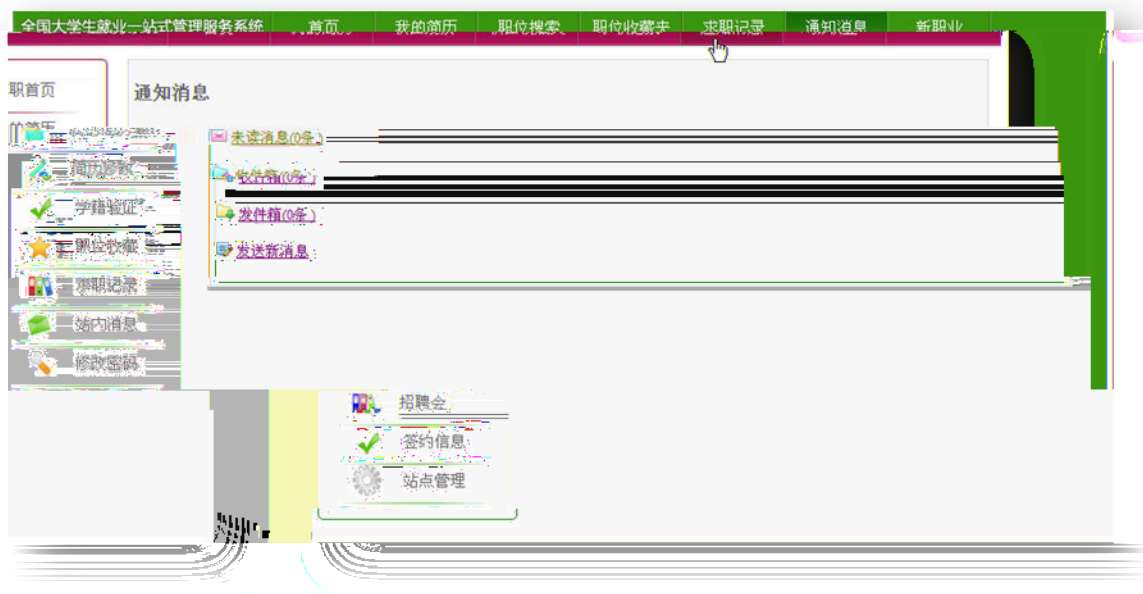 全国大学生就业一站式管理服务系统 首页 我的简历 职位搜索 职位收藏夹 求职记录 通知消息 新职业
职首页
通知消息
的简历
未读消息(0条)
简历修改
收件箱(0条)
学籍验证
发件箱(0条)
职位收藏
发送新消息
求职记录
站内消息
修改密码
招聘会
签约信息
站点管理